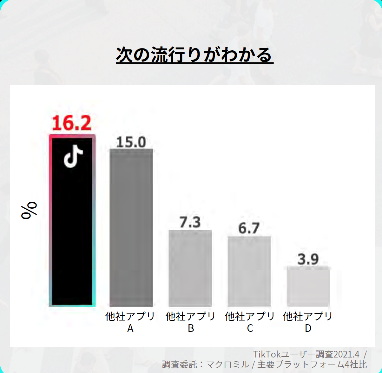 次の流行りがわかる
16.2
15.0
7.3
6.7
3.9
%
他社アプリ
A
他社アプリ
B
他社アプリ
C
他社アプリ
D
TikTokユーザー調査2021.4 /
調査委託：マクロミル / 主要プラットフォーム4社比